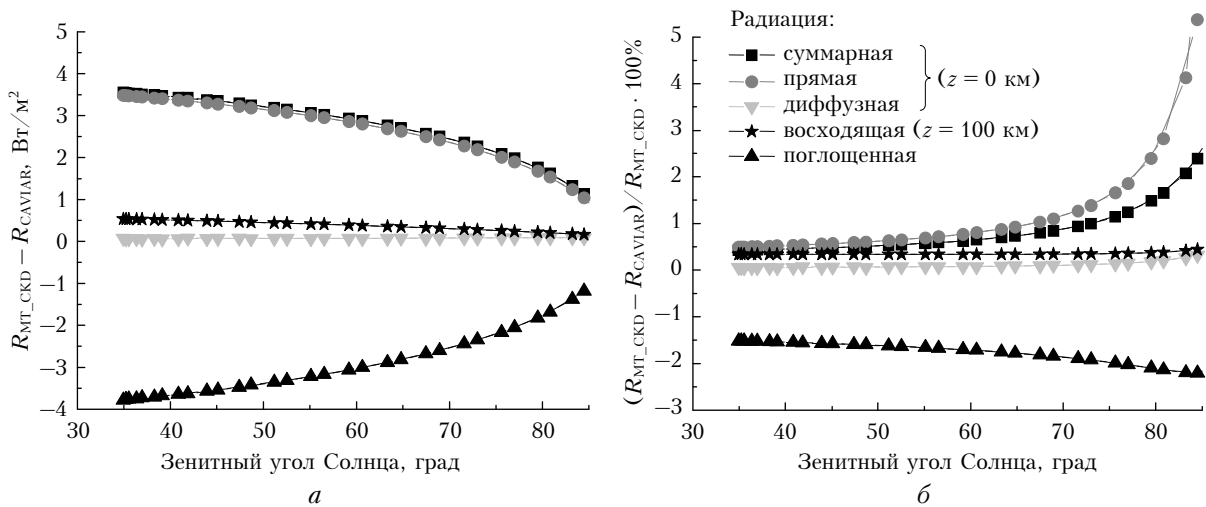 R_MT_CKD − R_CAVIAR, Вт/м²
5
4
3
2
1
0
−1
−2
−3
−4
30 40 50 60 70 80
Зенитный угол Солнца, град
а
(R_MT_CKD − R_CAVIAR)/R_MT_CKD · 100%
5
4
3
2
1
0
−1
−2
−3
Радиация:
суммарная
прямая
диффузная
(z = 0 км)
восходящая (z = 100 км)
поглощенная
30 40 50 60 70 80
Зенитный угол Солнца, град
б